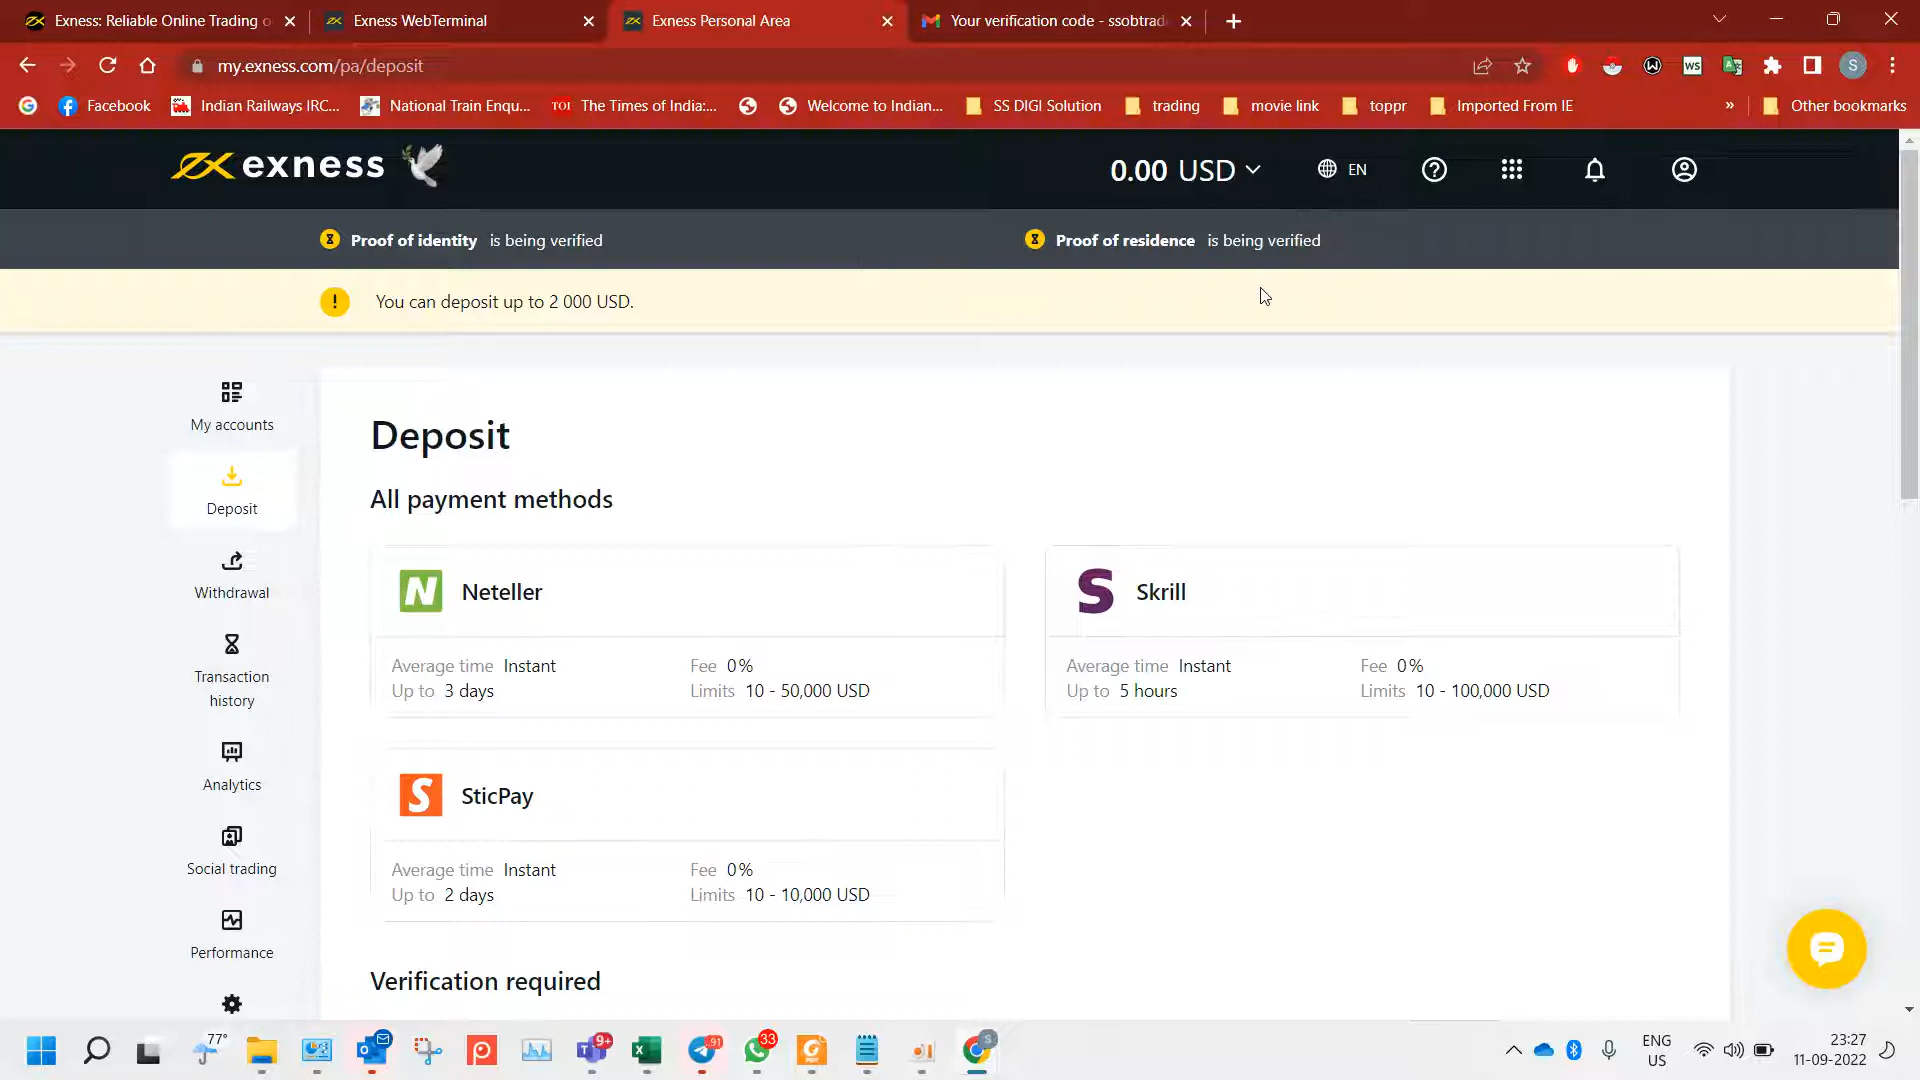 Exness: Reliable Online Trading o
Exness WebTerminal
Exness Personal Area
Your verification code - ssobtrad
my.exness.com/pa/deposit
S
Facebook
Indian Railways IRC...
National Train Enqu...
TOI The Times of India:...
Welcome to Indian...
SS DIGI Solution
trading
movie link
toppr
Imported From IE
»
Other bookmarks
exness
0.00 USD
EN
Proof of identity is being verified
Proof of residence is being verified
You can deposit up to 2 000 USD.
My accounts
Deposit
Withdrawal
Transaction
history
Analytics
Social trading
Performance
Deposit
All payment methods
Neteller
Average time Instant
Fee 0%
Up to 3 days
Limits 10 - 50,000 USD
Skrill
Average time Instant
Fee 0%
Up to 5 hours
Limits 10 - 100,000 USD
SticPay
Average time Instant
Fee 0%
Up to 2 days
Limits 10 - 10,000 USD
Verification required
77°
9+
91
33
ENG
US
23:27
11-09-2022